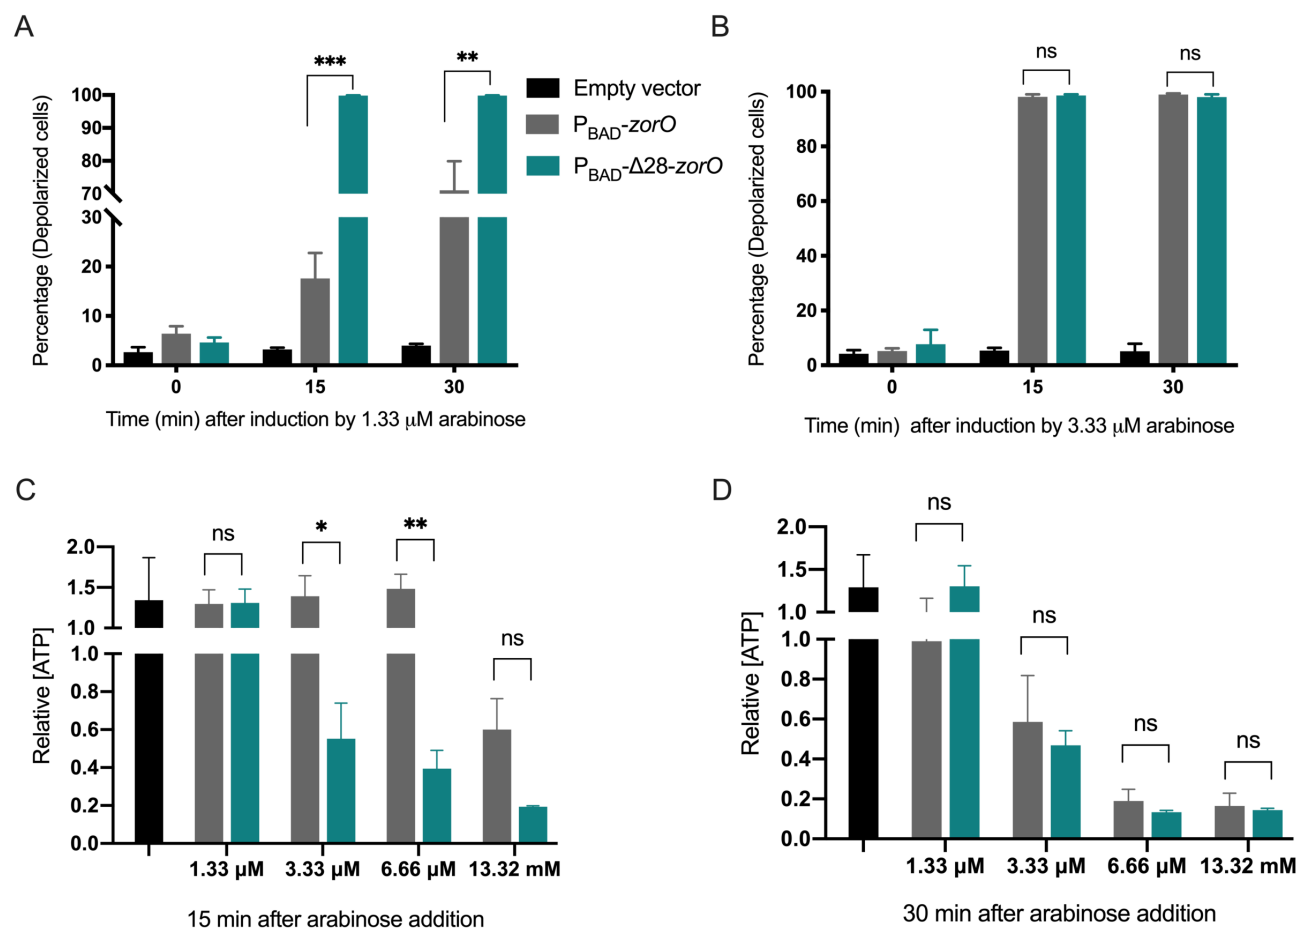 A
Percentage (Depolarized cells)
100
90
80
70
30
20
10
0
***
**
Empty vector
PBAD-zorO
PBAD-Δ28-zorO
0 15 30
Time (min) after induction by 1.33 μM arabinose
B
Percentage (Depolarized cells)
100
80
60
40
20
0
ns
ns
0 15 30
Time (min) after induction by 3.33 μM arabinose
C
Relative [ATP]
2.0
1.5
1.0
1.0
0.8
0.6
0.4
0.2
0.0
ns
*
**
ns
1.33 μM 3.33 μM 6.66 μM 13.32 mM
15 min after arabinose addition
D
Relative [ATP]
2.0
1.5
1.0
1.0
0.8
0.6
0.4
0.2
0.0
ns
ns
ns
ns
1.33 μM 3.33 μM 6.66 μM 13.32 mM
30 min after arabinose addition